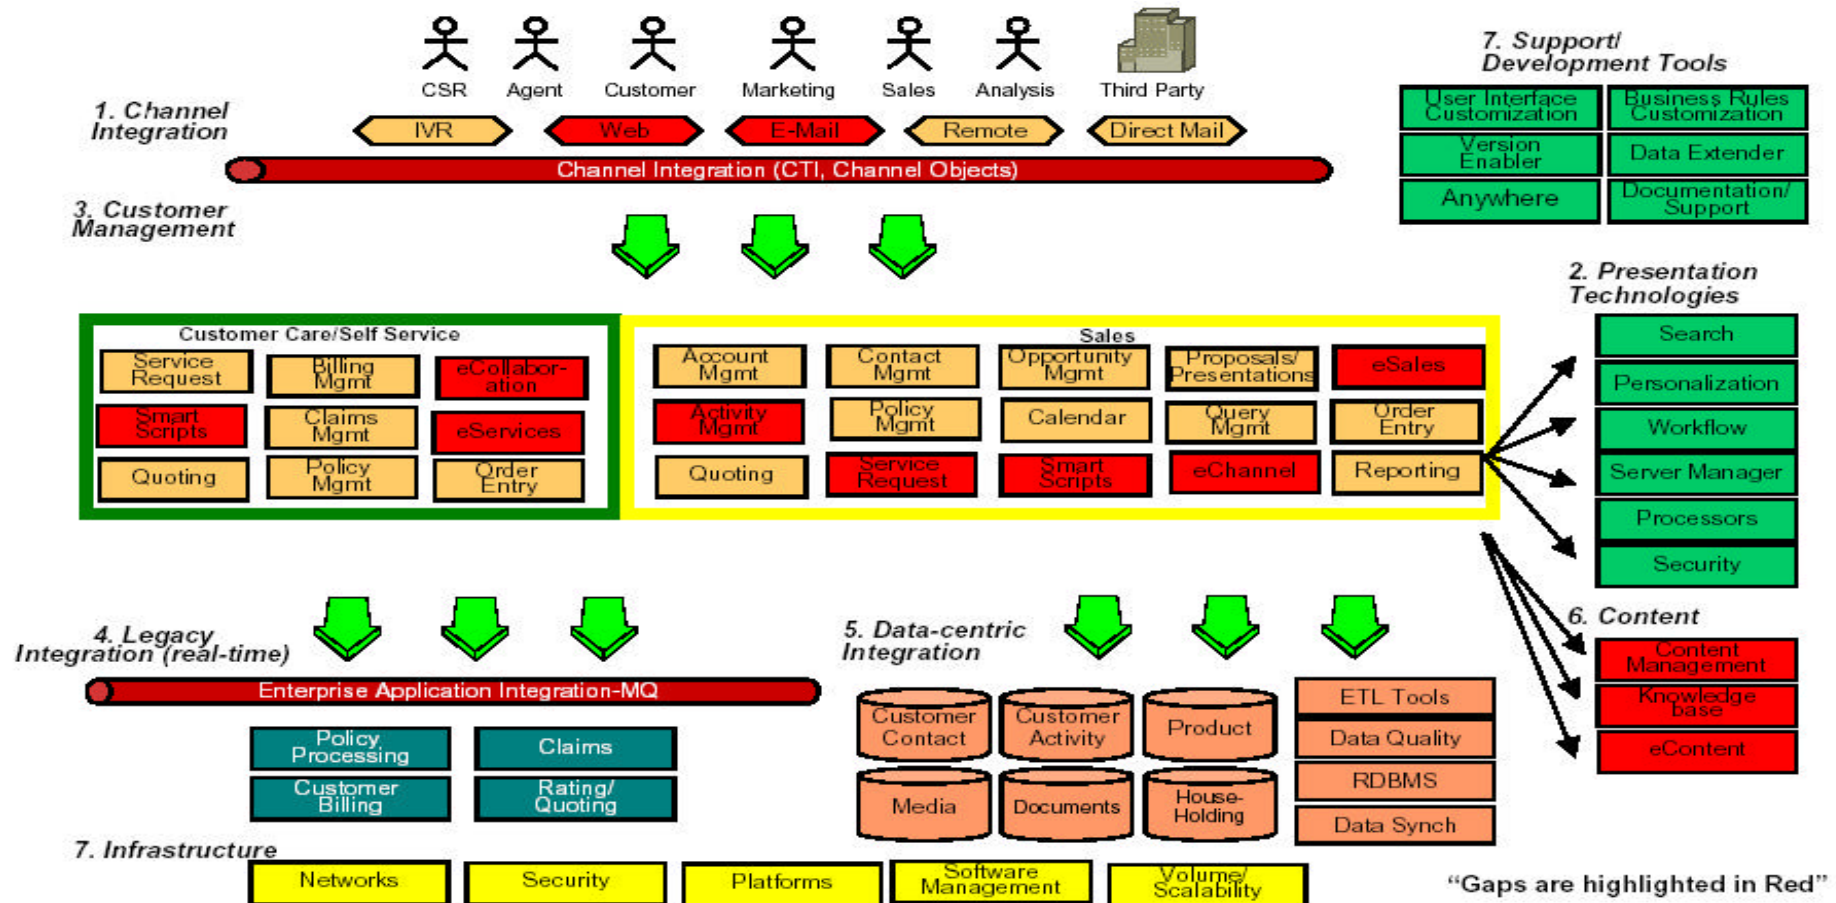 CSR
Agent
Customer
Marketing
Sales
Analysis
Third Party
1. Channel
Integration
IVR
Web
E-Mail
Remote
Direct Mail
Channel Integration (CTI, Channel Objects)
7. Support/
Development Tools
User Interface
Customization
Business Rules
Customization
Version
Enabler
Data Extender
Anywhere
Documentation/
Support
3. Customer
Management
Customer Care/Self Service
Service
Request
Billing
Mgmt
eCollabor-
ation
Smart
Scripts
Claims
Mgmt
eServices
Quoting
Policy
Mgmt
Order
Entry
Sales
Account
Mgmt
Contact
Mgmt
Opportunity
Mgmt
Proposals/
Presentations
eSales
Activity
Mgmt
Policy
Mgmt
Calendar
Query
Mgmt
Order
Entry
Quoting
Service
Request
Smart
Scripts
eChannel
Reporting
2. Presentation
Technologies
Search
Personalization
Workflow
Server Manager
Processors
Security
4. Legacy
Integration (real-time)
Enterprise Application Integration-MQ
Policy
Processing
Claims
Customer
Billing
Rating/
Quoting
5. Data-centric
Integration
Customer
Contact
Customer
Activity
Product
Media
Documents
House-
Holding
ETL Tools
Data Quality
RDBMS
Data Synch
6. Content
Content
Management
Knowledge
base
eContent
7. Infrastructure
Networks
Security
Platforms
Software
Management
Volume/
Scalability
“Gaps are highlighted in Red”